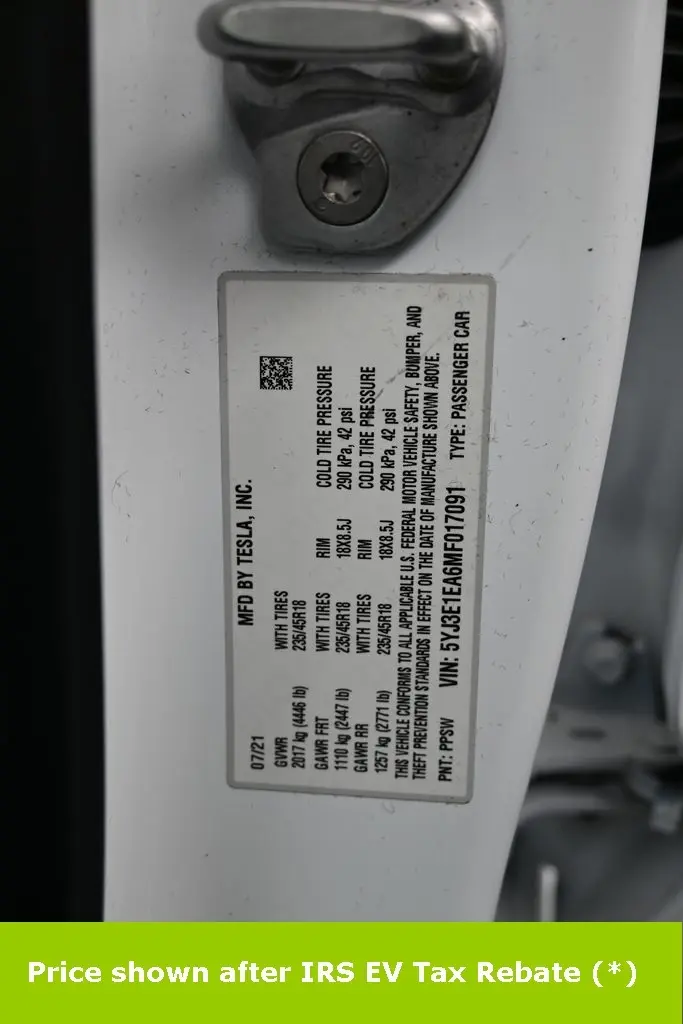 MFD BY TESLA, INC.
07/21
GVWR WITH TIRES
2017 kg (4446 lb) 235/45R18
GAWR FRT WITH TIRES RIM COLD TIRE PRESSURE
1110 kg (2447 lb) 235/45R18 18X8.5J 290 kPa, 42 psi
GAWR RR WITH TIRES RIM COLD TIRE PRESSURE
1257 kg (2771 lb) 235/45R18 18X8.5J 290 kPa, 42 psi
THIS VEHICLE CONFORMS TO ALL APPLICABLE U.S. FEDERAL MOTOR VEHICLE SAFETY, BUMPER, AND
THEFT PREVENTION STANDARDS IN EFFECT ON THE DATE OF MANUFACTURE SHOWN ABOVE.
PNT: PPSW VIN: 5YJ3E1EA6MF017091 TYPE: PASSENGER CAR
Price shown after IRS EV Tax Rebate (*)